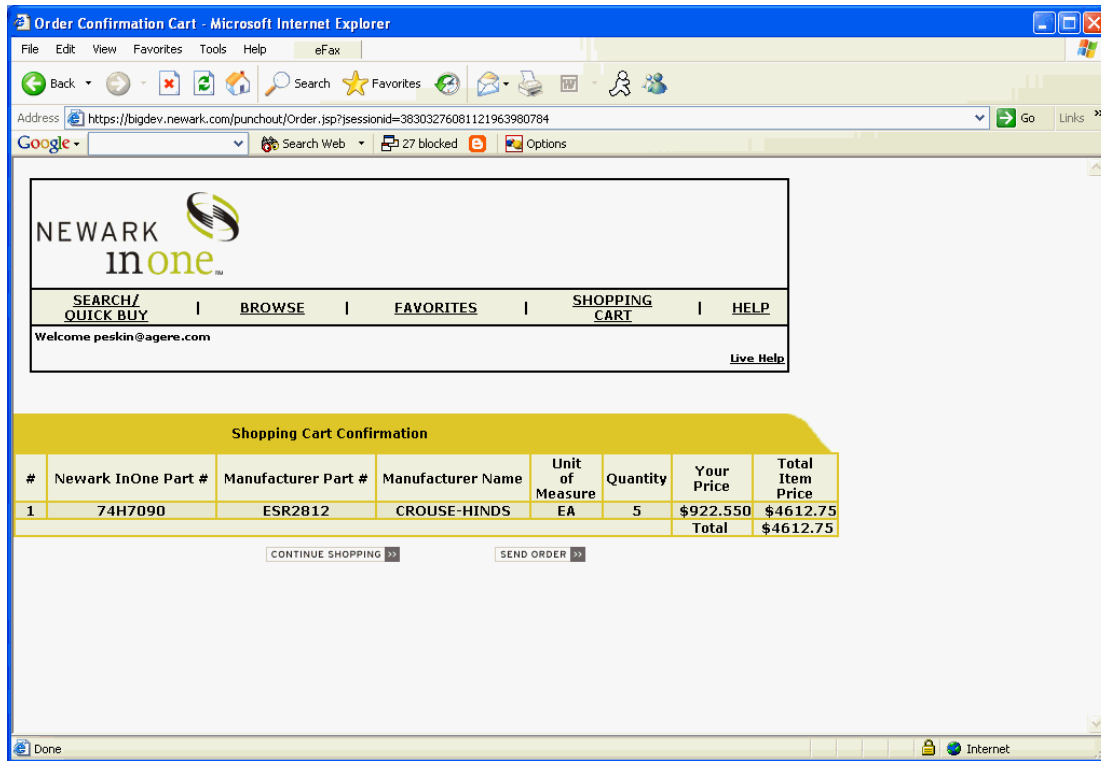 Order Confirmation Cart - Microsoft Internet Explorer
File Edit View Favorites Tools Help eFax
Back Search Favorites
Address https://bigdev.newark.com/punchout/Order.jsp?jsessionid=38303276081121963980784 Go Links »
Google Search Web 27 blocked Options
NEWARK
inone™
SEARCH/
QUICK BUY | BROWSE | FAVORITES | SHOPPING
CART | HELP
Welcome peskin@agere.com
Live Help
Shopping Cart Confirmation
# Newark InOne Part # Manufacturer Part # Manufacturer Name Unit of Measure Quantity Your Price Total Item Price
1 74H7090 ESR2812 CROUSE-HINDS EA 5 $922.550 $4612.75
Total $4612.75
CONTINUE SHOPPING >> SEND ORDER >>
Done Internet